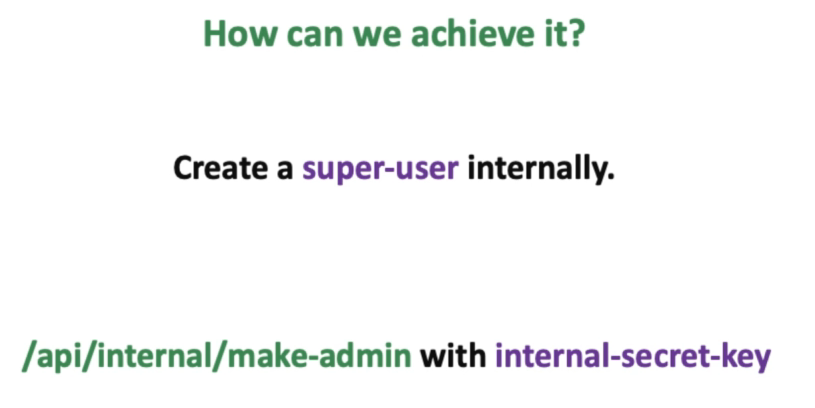 How can we achieve it?
Create a super-user internally.
/api/internal/make-admin with internal-secret-key